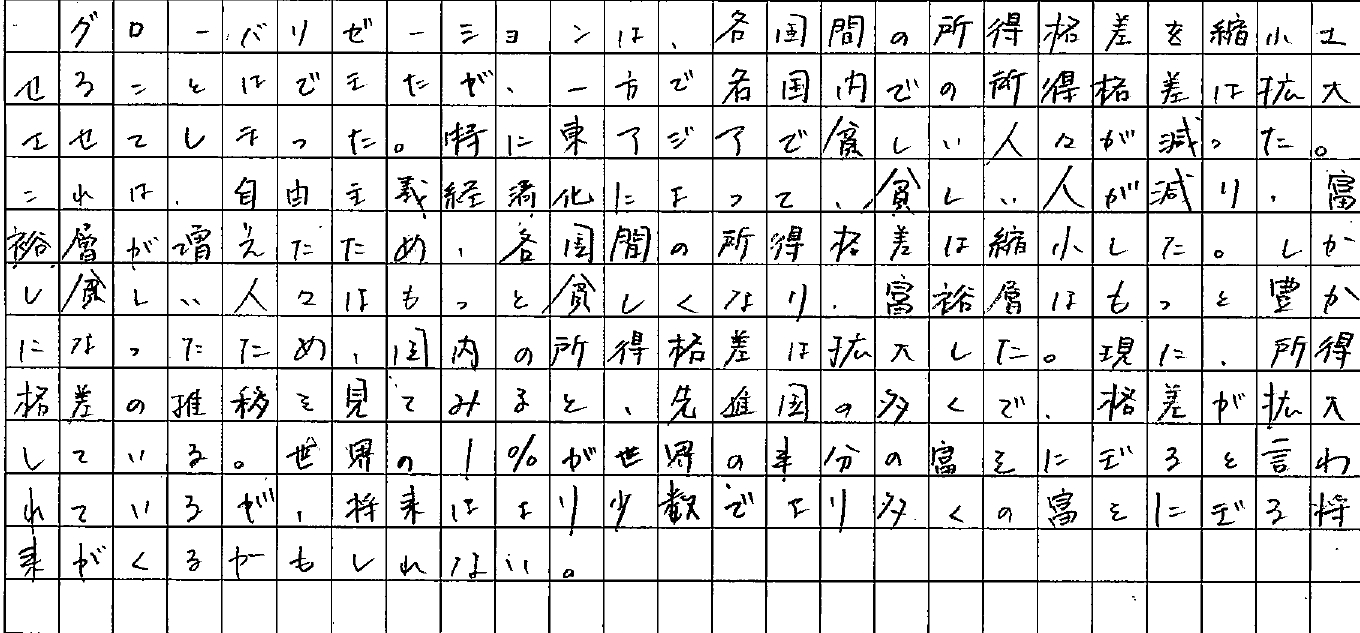 グローバリゼーションは、各国間の所得格差を縮小さ
せることはできたが、一方で各国内での所得格差は拡大
させてしまった。特に東アジアで貧しい人々が減った。
これは、自由主義経済化によって、貧しい人が減り、富
裕層が増えたため、各国間の所得格差は縮小した。しか
し貧しい人々はもっと貧しくなり、富裕層はもっと豊か
になったため、国内の所得格差は拡大した。現に、所得
格差の推移を見てみると、先進国の多くで、格差が拡大
している。世界の1%が世界の半分の富をにぎると言わ
れているが、将来はより少数でより多くの富をにぎる将
来がくるかもしれない。